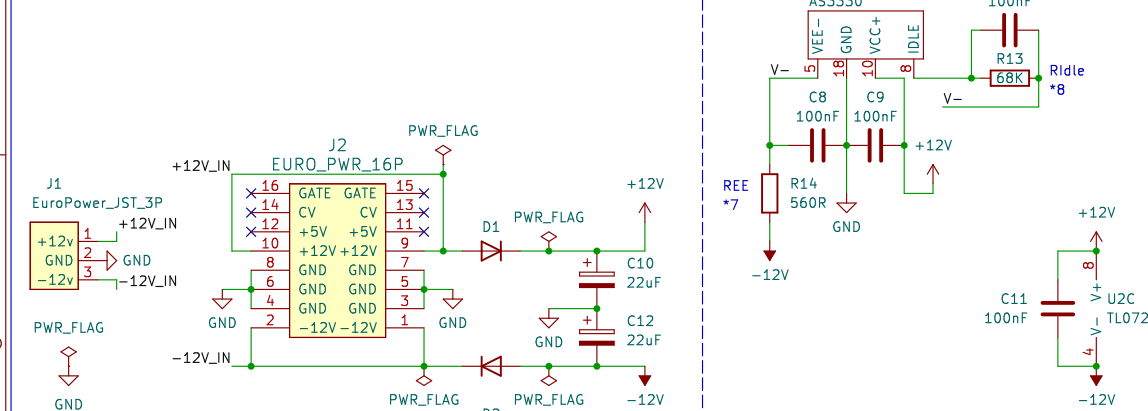 AS3330
100nF
VEE-
GND
VCC+
IDLE
5
18
10
8
R13
68K
RIdle
*8
V-
V-
C8
100nF
C9
100nF
+12V
REE
*7
R14
560R
GND
-12V
PWR_FLAG
J2
EURO_PWR_16P
+12V_IN
16 GATE GATE 15
14 CV CV 13
12 +5V +5V 11
10 +12V +12V 9
8 GND GND 7
6 GND GND 5
4 GND GND 3
2 -12V -12V 1
GND
GND
-12V_IN
PWR_FLAG
J1
EuroPower_JST_3P
+12v 1 +12V_IN
GND 2 GND
-12v 3 -12V_IN
PWR_FLAG
GND
D1
PWR_FLAG
+12V
+
C10
22uF
GND
+
C12
22uF
PWR_FLAG
-12V
+12V
8
V+
C11
100nF
U2C
TL072
V-
4
-12V